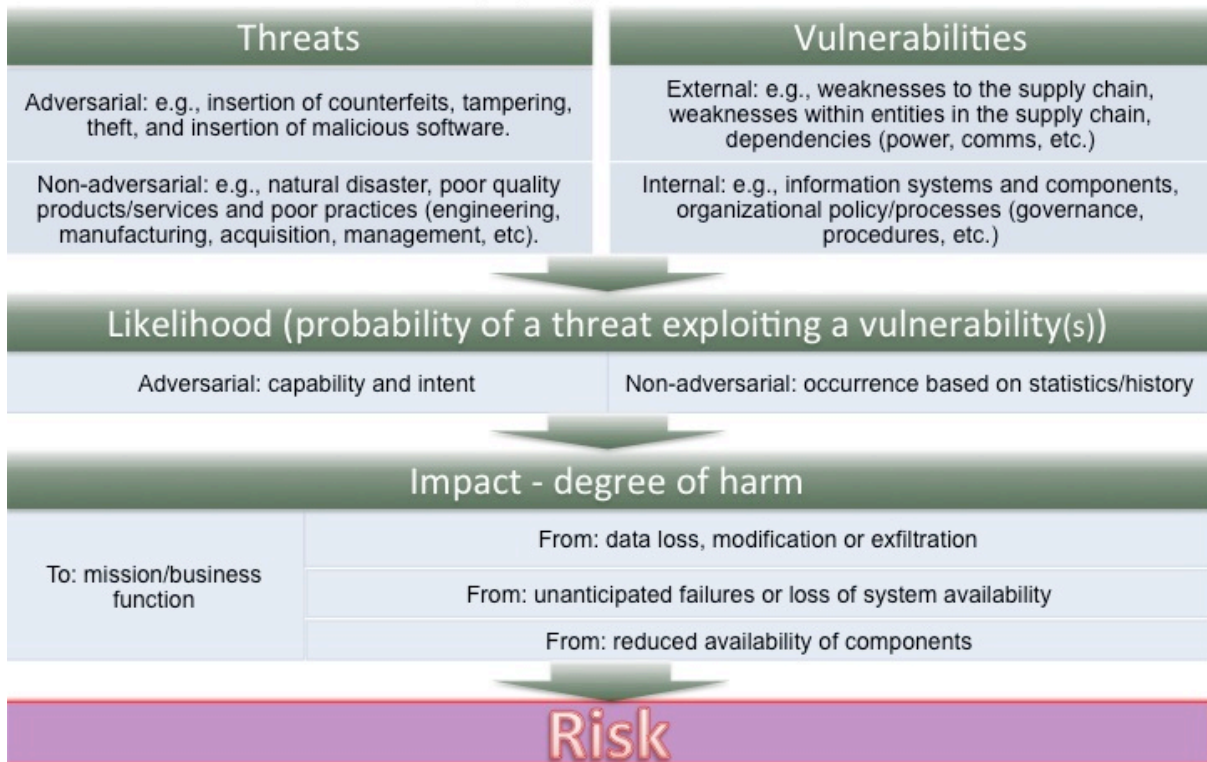 Threats
Adversarial: e.g., insertion of counterfeits, tampering,
theft, and insertion of malicious software.
Non-adversarial: e.g., natural disaster, poor quality
products/services and poor practices (engineering,
manufacturing, acquisition, management, etc).
Vulnerabilities
External: e.g., weaknesses to the supply chain,
weaknesses within entities in the supply chain,
dependencies (power, comms, etc.)
Internal: e.g., information systems and components,
organizational policy/processes (governance,
procedures, etc.)
Likelihood (probability of a threat exploiting a vulnerability(s))
Adversarial: capability and intent
Non-adversarial: occurrence based on statistics/history
Impact - degree of harm
To: mission/business
function
From: data loss, modification or exfiltration
From: unanticipated failures or loss of system availability
From: reduced availability of components
Risk